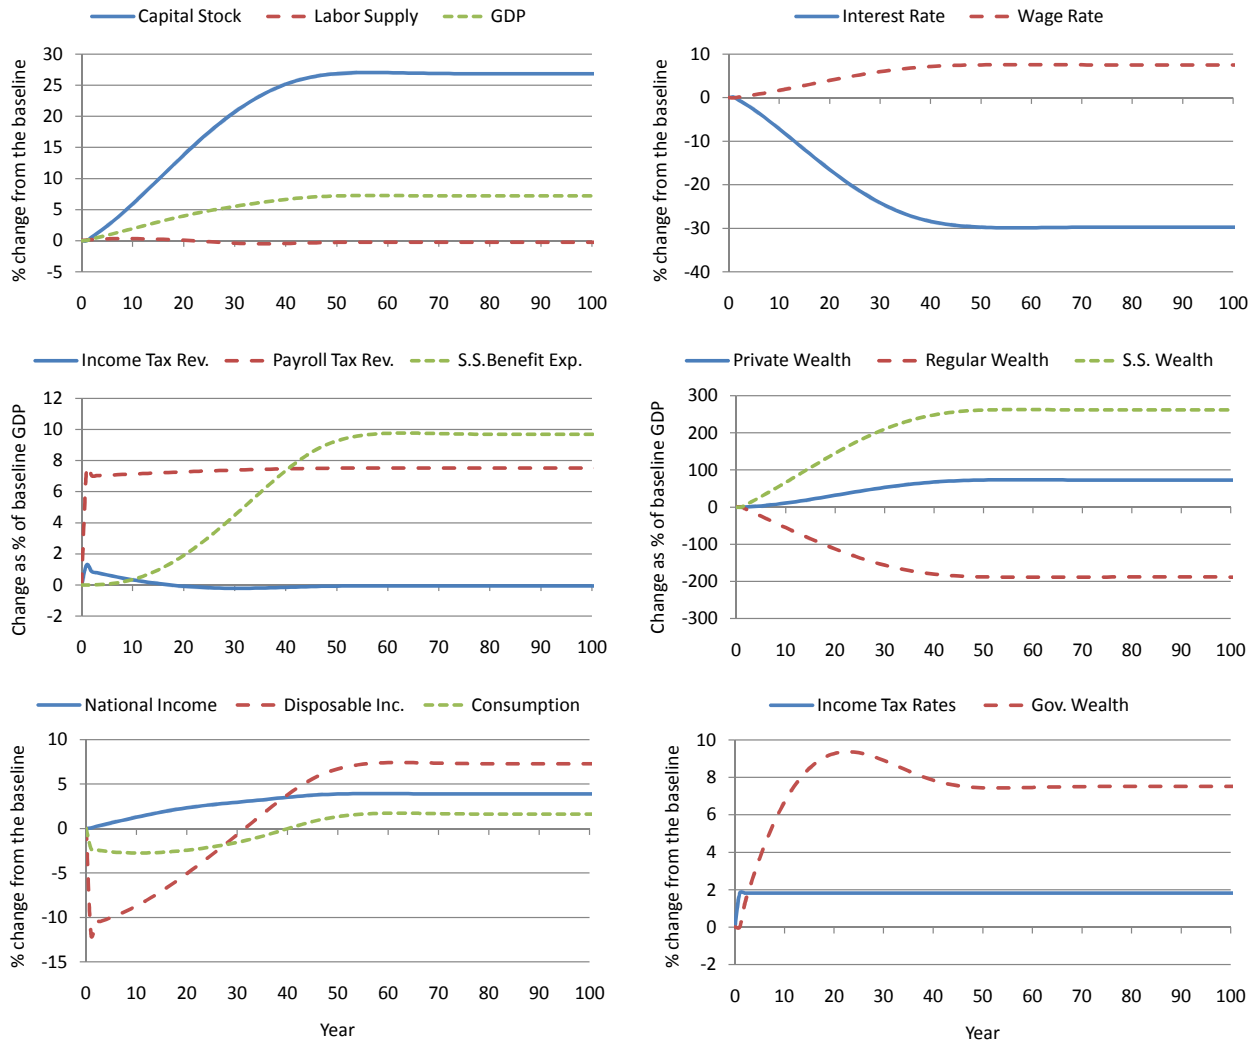 Capital Stock Labor Supply GDP
% change from the baseline
30
25
20
15
10
5
0
-5
0 10 20 30 40 50 60 70 80 90 100
Interest Rate Wage Rate
% change from the baseline
10
0
-10
-20
-30
-40
0 10 20 30 40 50 60 70 80 90 100
Income Tax Rev. Payroll Tax Rev. S.S.Benefit Exp.
Change as % of baseline GDP
12
10
8
6
4
2
0
-2
0 10 20 30 40 50 60 70 80 90 100
Private Wealth Regular Wealth S.S. Wealth
Change as % of baseline GDP
300
200
100
0
-100
-200
-300
0 10 20 30 40 50 60 70 80 90 100
National Income Disposable Inc. Consumption
% change from the baseline
10
5
0
-5
-10
-15
0 10 20 30 40 50 60 70 80 90 100
Year
Income Tax Rates Gov. Wealth
% change from the baseline
10
8
6
4
2
0
-2
0 10 20 30 40 50 60 70 80 90 100
Year